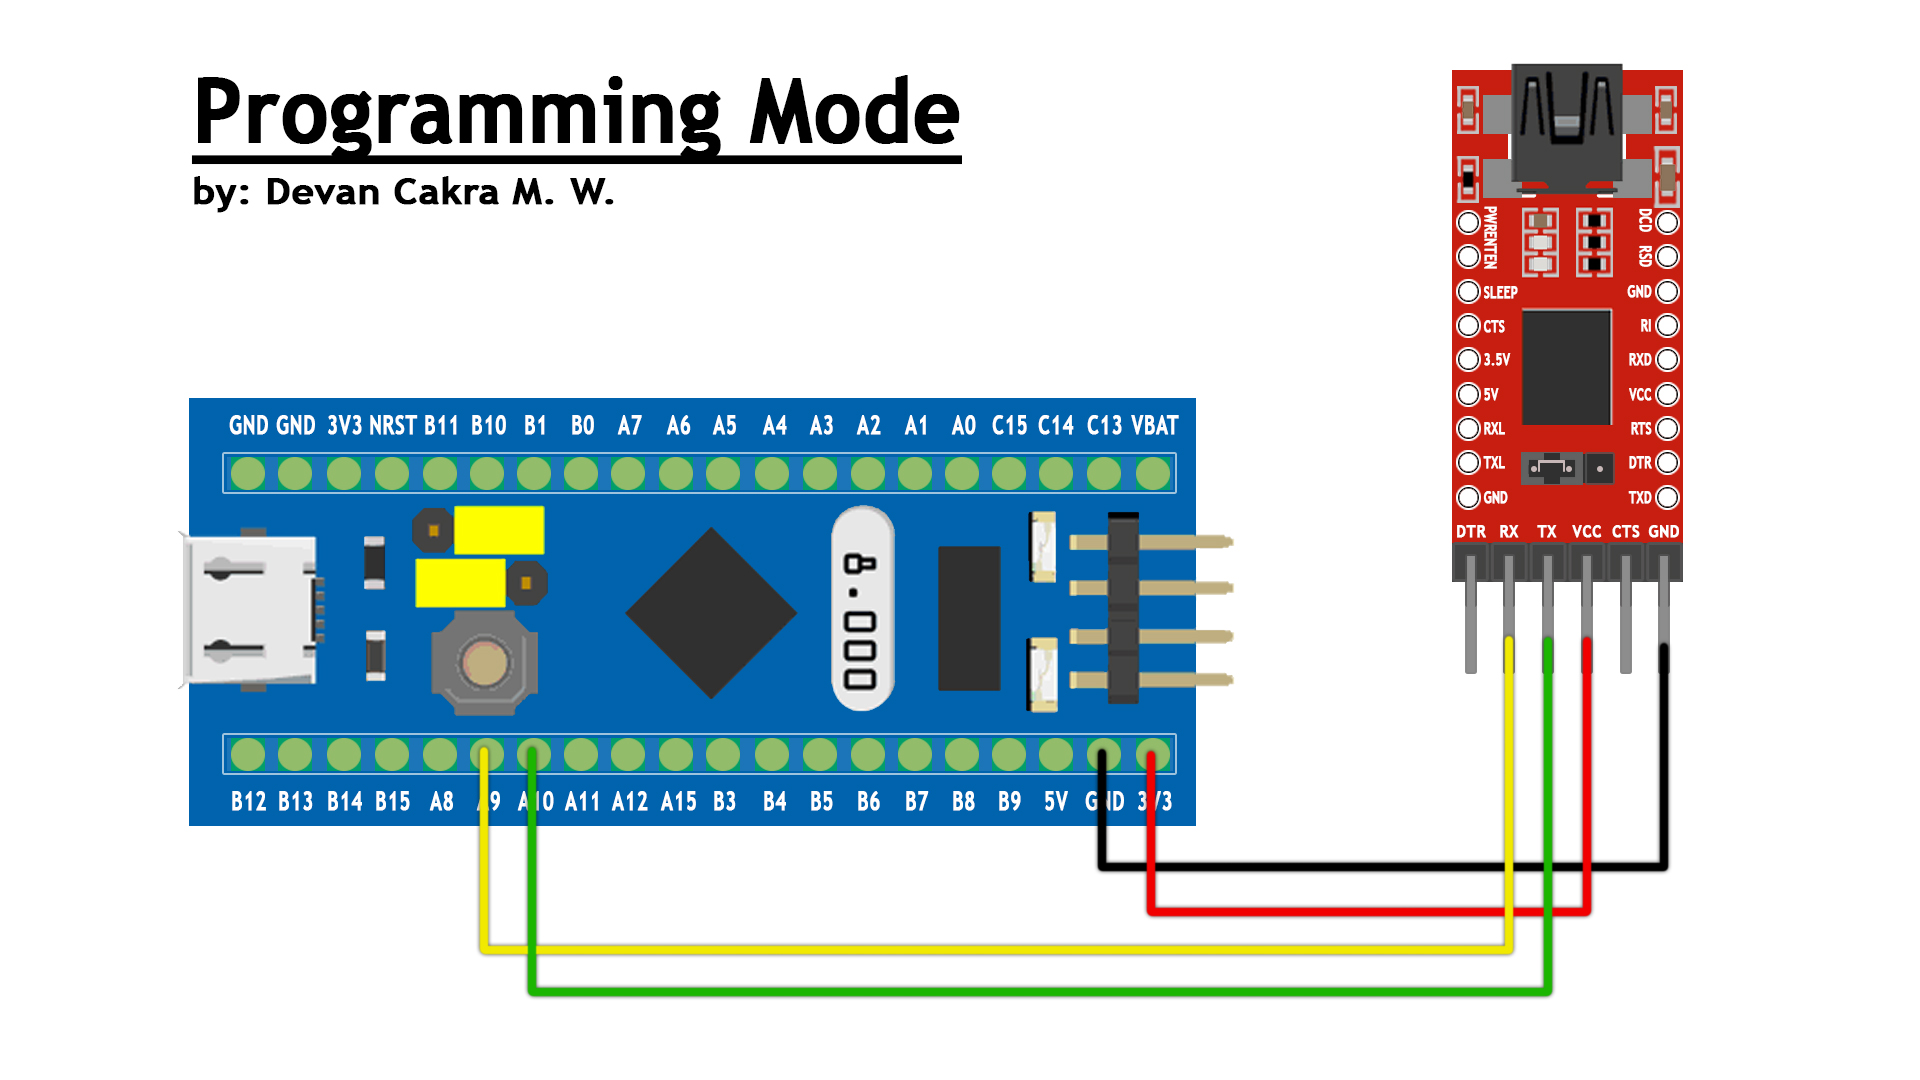 Programming Mode
by: Devan Cakra M. W.
GND GND 3V3 NRST B11 B10 B1 B0 A7 A6 A5 A4 A3 A2 A1 A0 C15 C14 C13 VBAT
B12 B13 B14 B15 A8 A9 A10 A11 A12 A15 B3 B4 B5 B6 B7 B8 B9 5V GND 3V3
PWRENTEN DCD
RSD
SLEEP GND
CTS RI
3.5V RXD
5V VCC
RXL RTS
TXL DTR
GND TXD
DTR RX TX VCC CTS GND